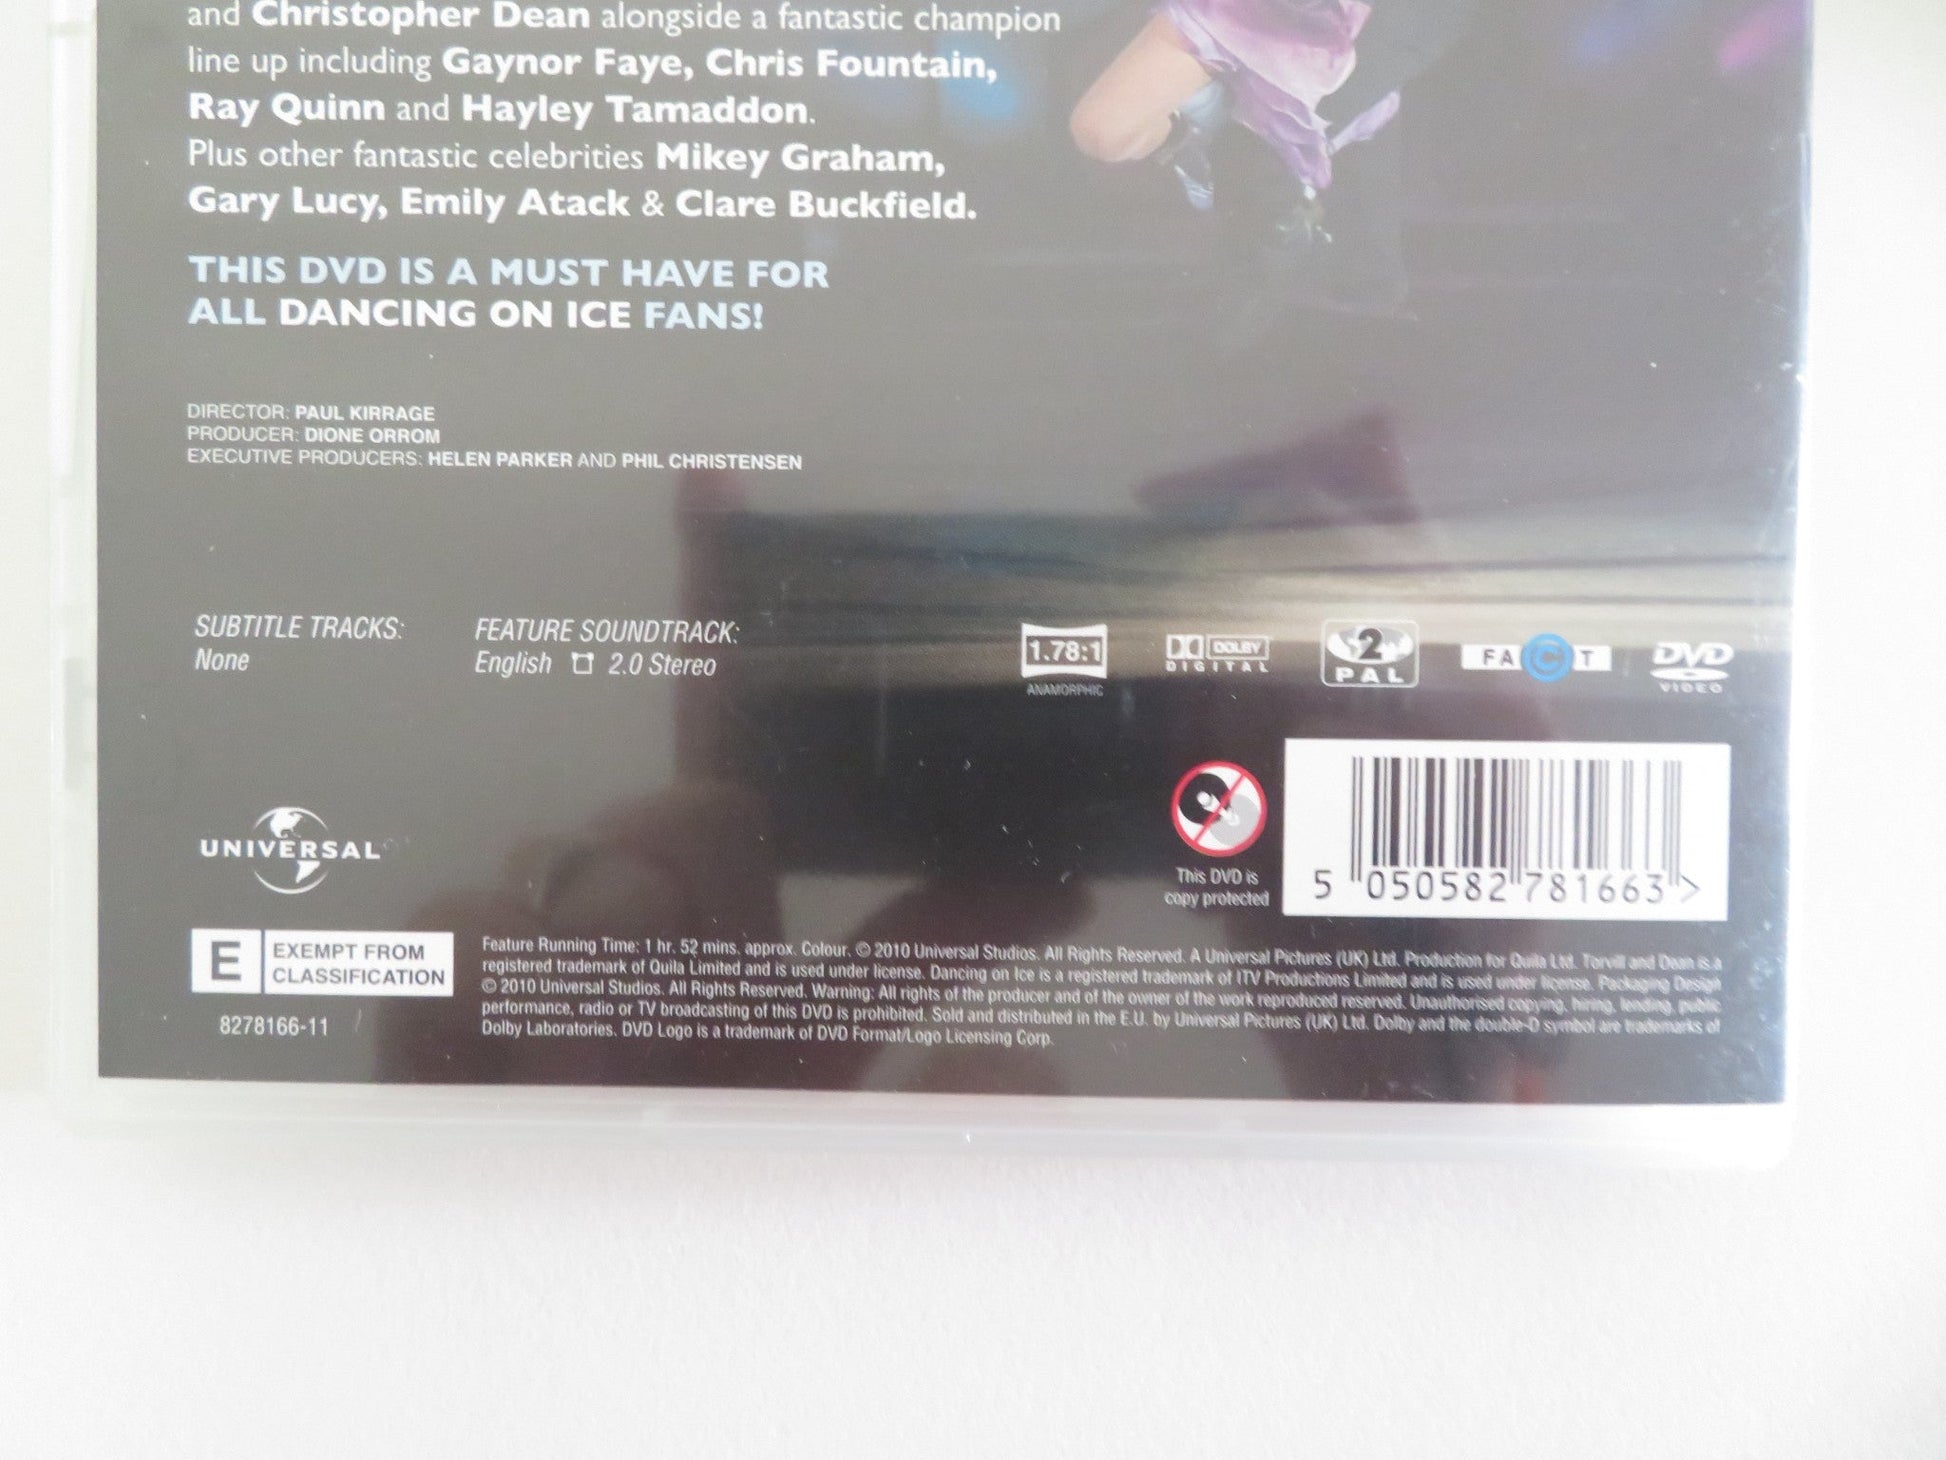 and Christopher Dean alongside a fantastic champion
line up including Gaynor Faye, Chris Fountain,
Ray Quinn and Hayley Tamaddon.
Plus other fantastic celebrities Mikey Graham,
Gary Lucy, Emily Atack & Clare Buckfield.
THIS DVD IS A MUST HAVE FOR
ALL DANCING ON ICE FANS!
DIRECTOR: PAUL KIRRAGE
PRODUCER: DIONE ORROM
EXECUTIVE PRODUCERS: HELEN PARKER AND PHIL CHRISTENSEN
SUBTITLE TRACKS:
None
FEATURE SOUNDTRACK:
English 2.0 Stereo
1.78:1
ANAMORPHIC
DOLBY
DIGITAL
2
PAL
FACT
DVD
VIDEO
UNIVERSAL
This DVD is
copy protected
5 050582 781663 >
E EXEMPT FROM
CLASSIFICATION
8278166-11
Feature Running Time: 1 hr. 52 mins. approx. Colour. © 2010 Universal Studios. All Rights Reserved. A Universal Pictures (UK) Ltd. Production for Quila Ltd. Torvill and Dean is a
registered trademark of Quila Limited and is used under license. Dancing on Ice is a registered trademark of ITV Productions Limited and is used under license. Packaging Design
© 2010 Universal Studios. All Rights Reserved. Warning: All rights of the producer and of the owner of the work reproduced reserved. Unauthorised copying, hiring, lending, public
performance, radio or TV broadcasting of this DVD is prohibited. Sold and distributed in the E.U. by Universal Pictures (UK) Ltd. Dolby and the double-D symbol are trademarks of
Dolby Laboratories. DVD Logo is a trademark of DVD Format/Logo Licensing Corp.